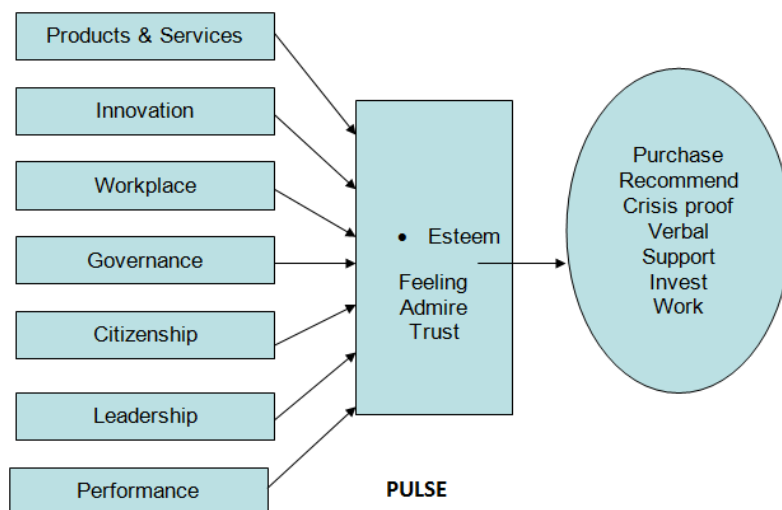 Products & Services
Innovation
Workplace
Governance
Citizenship
Leadership
Performance
• Esteem
Feeling
Admire
Trust
PULSE
Purchase
Recommend
Crisis proof
Verbal
Support
Invest
Work